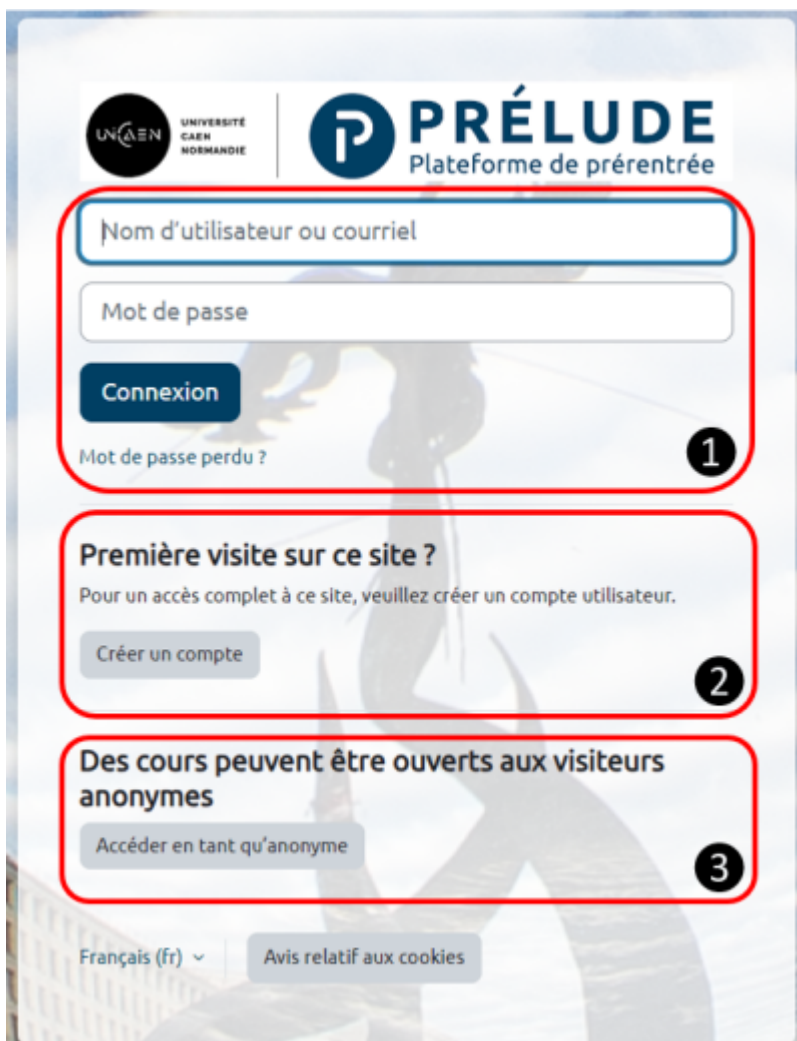 UNICAEN
UNIVERSITÉ
CAEN
NORMANDIE
PRÉLUDE
Plateforme de prérentrée
Nom d'utilisateur ou courriel
Mot de passe
Connexion
Mot de passe perdu ?
1
Première visite sur ce site ?
Pour un accès complet à ce site, veuillez créer un compte utilisateur.
Créer un compte
2
Des cours peuvent être ouverts aux visiteurs
anonymes
Accéder en tant qu'anonyme
3
Français (fr)
Avis relatif aux cookies